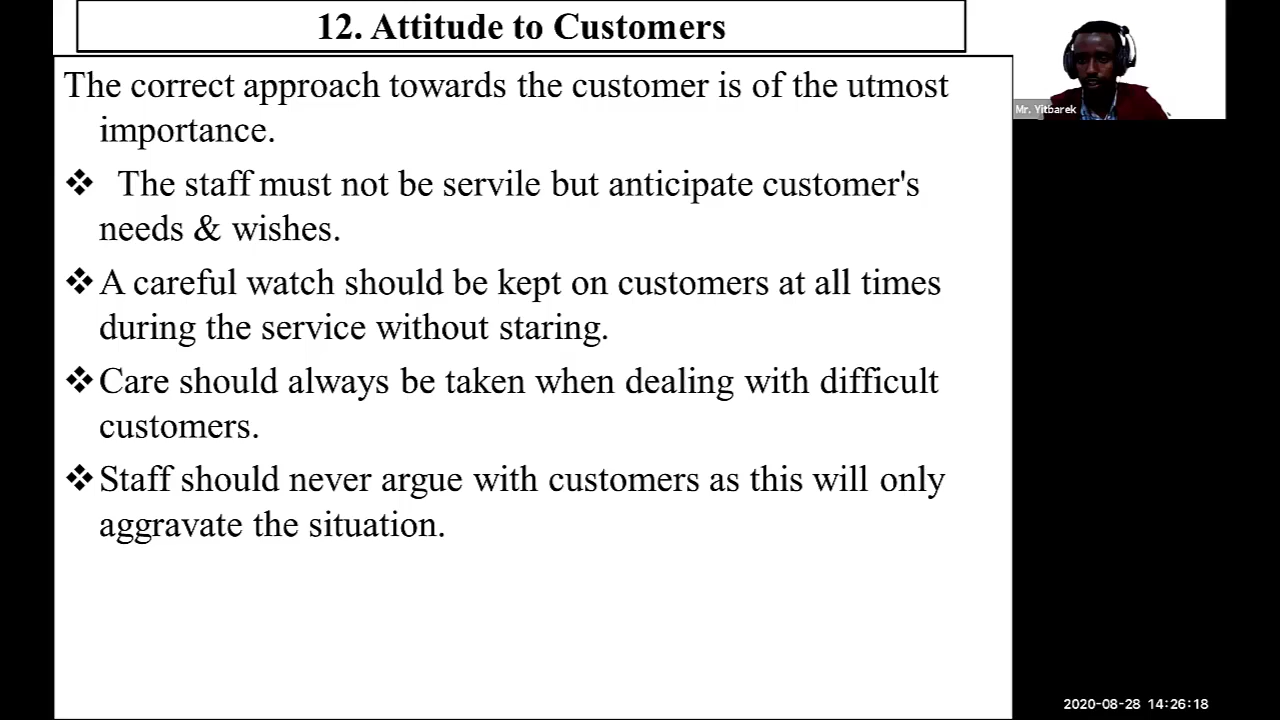 12. Attitude to Customers
The correct approach towards the customer is of the utmost
importance.
❖ The staff must not be servile but anticipate customer's
needs & wishes.
❖ A careful watch should be kept on customers at all times
during the service without staring.
❖ Care should always be taken when dealing with difficult
customers.
❖ Staff should never argue with customers as this will only
aggravate the situation.
Mr. Yitbarek
2020-08-28 14:26:18